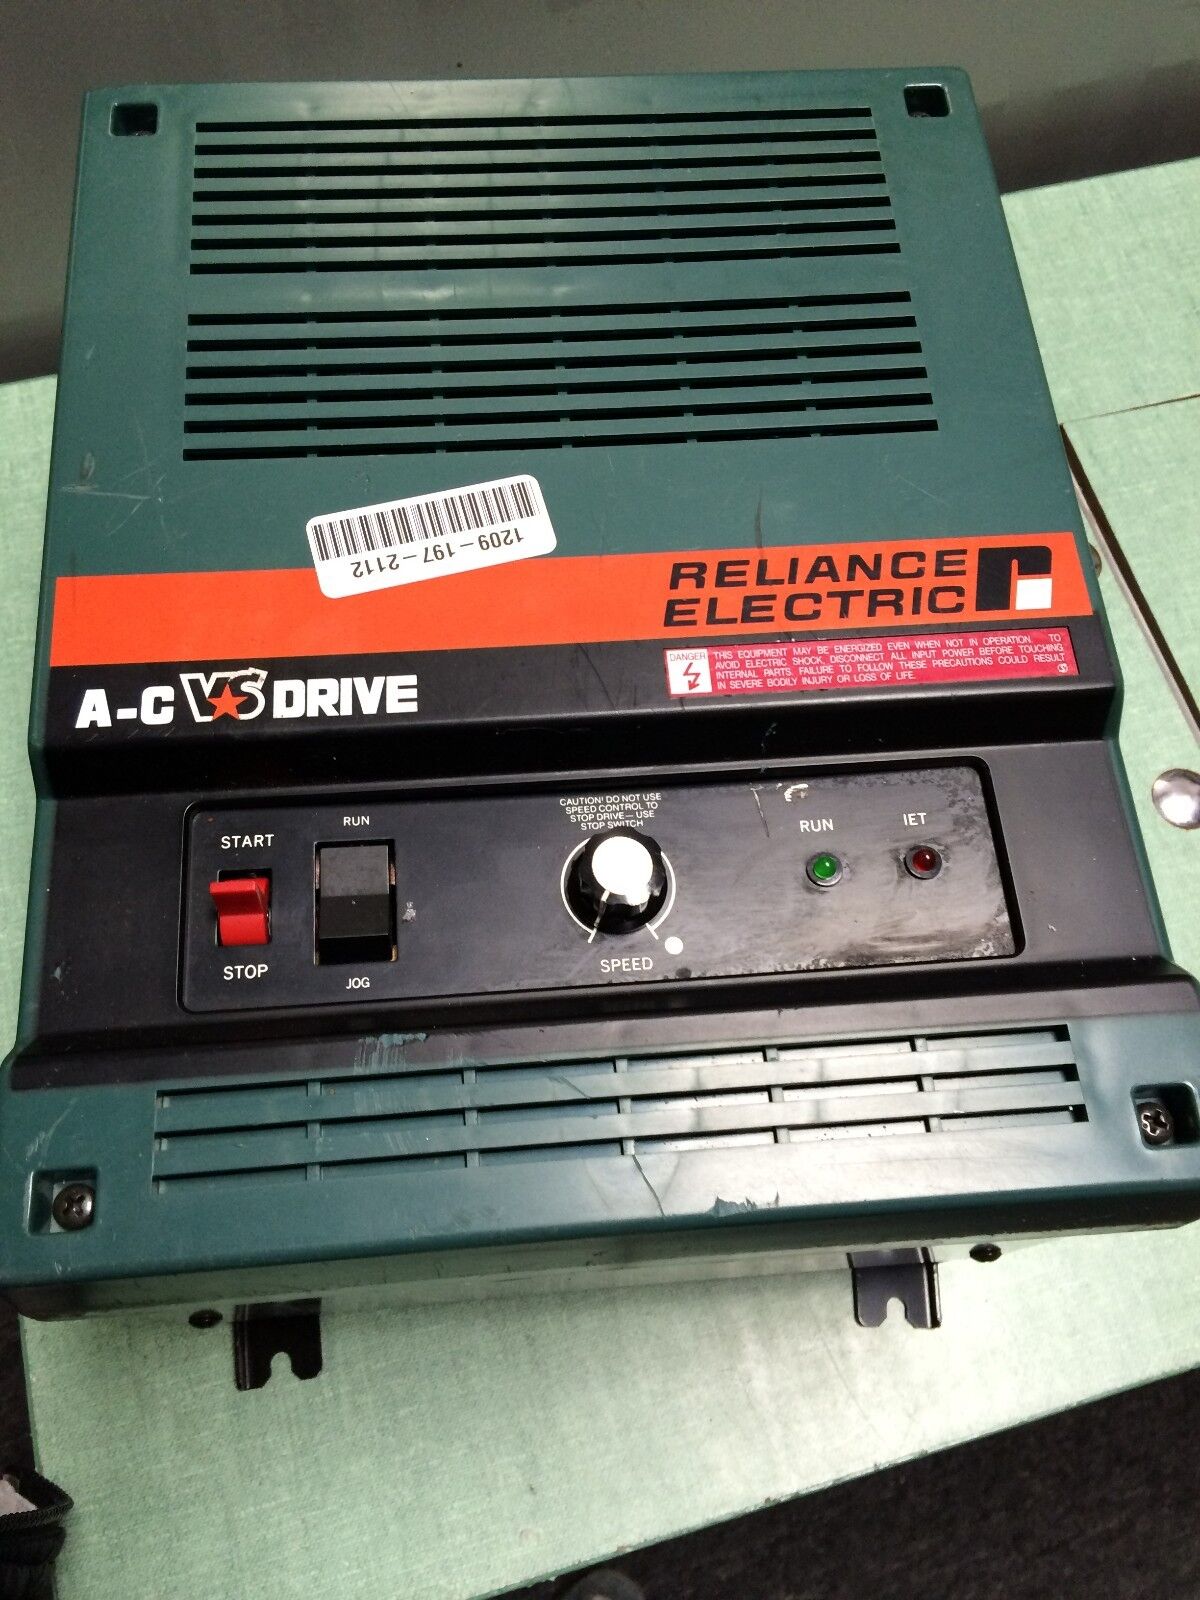 1209-197-2112
RELIANCE
ELECTRIC
A-C VS DRIVE
DANGER
THIS EQUIPMENT MAY BE ENERGIZED EVEN WHEN NOT IN OPERATION. TO
AVOID ELECTRIC SHOCK, DISCONNECT ALL INPUT POWER BEFORE TOUCHING
INTERNAL PARTS. FAILURE TO FOLLOW THESE PRECAUTIONS COULD RESULT
IN SEVERE BODILY INJURY OR LOSS OF LIFE.
CAUTION! DO NOT USE
SPEED CONTROL TO
STOP DRIVE—USE
STOP SWITCH
START
RUN
RUN
IET
STOP
JOG
SPEED